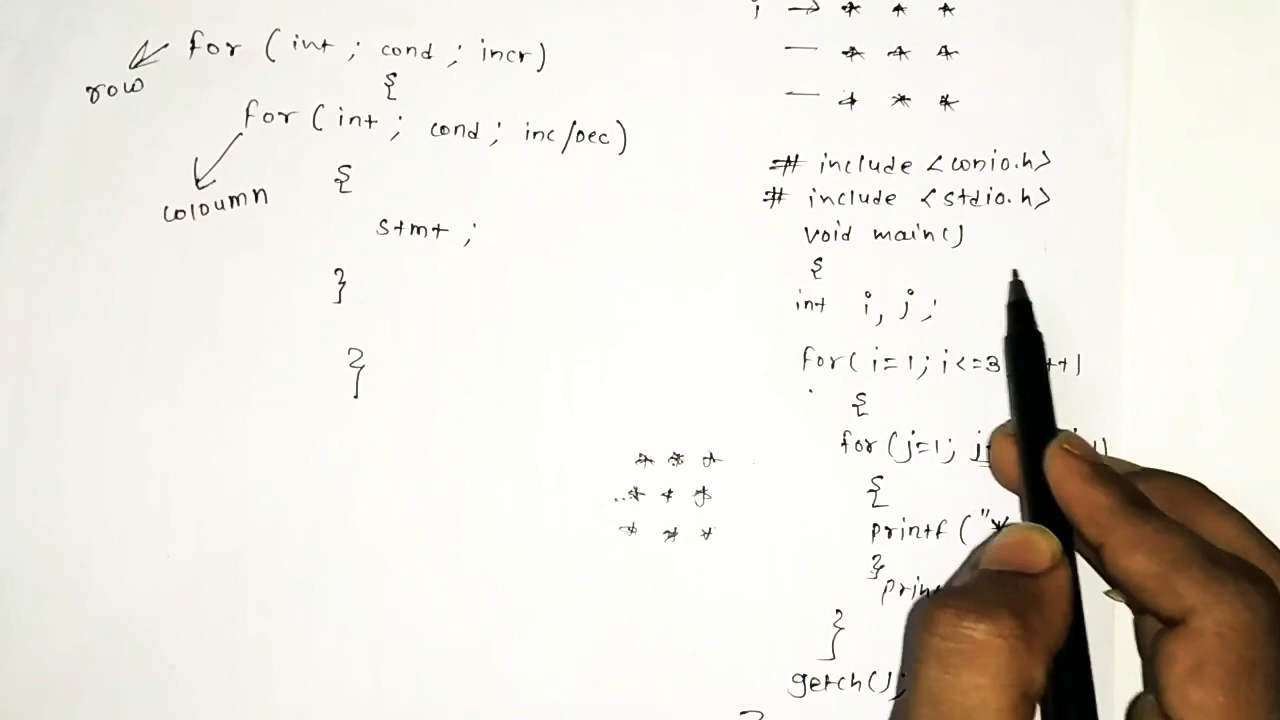 for (int ; cond ; incr)
{
row
for (int ; cond ; inc/Dec)
{
coloumn
stmt ;
}
}
* * *
* * *
* * *
i → * * *
— * * *
— * * *
# include <conio.h>
# include <stdio.h>
void main()
{
int i, j ;
for( i=1; i<=3
{
for (j=1;
{
printf ("*
}
}
getch();